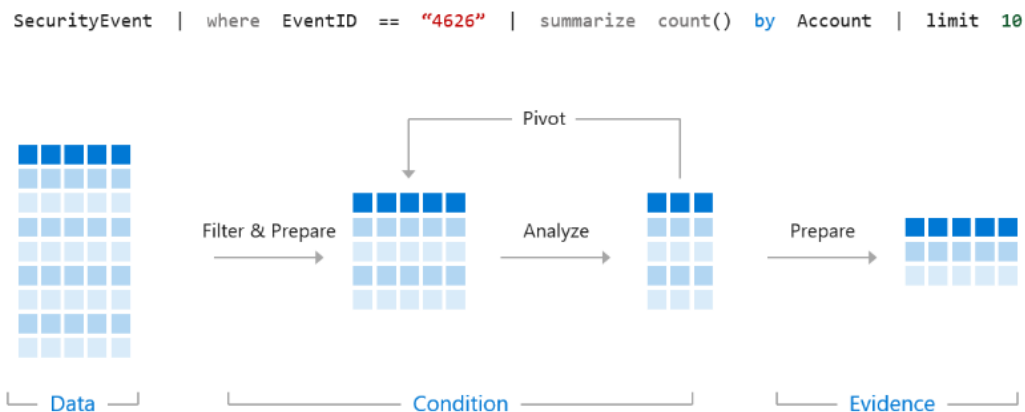 SecurityEvent | where EventID == “4626” | summarize count() by Account | limit 10
Pivot
Filter & Prepare
Analyze
Prepare
Data
Condition
Evidence